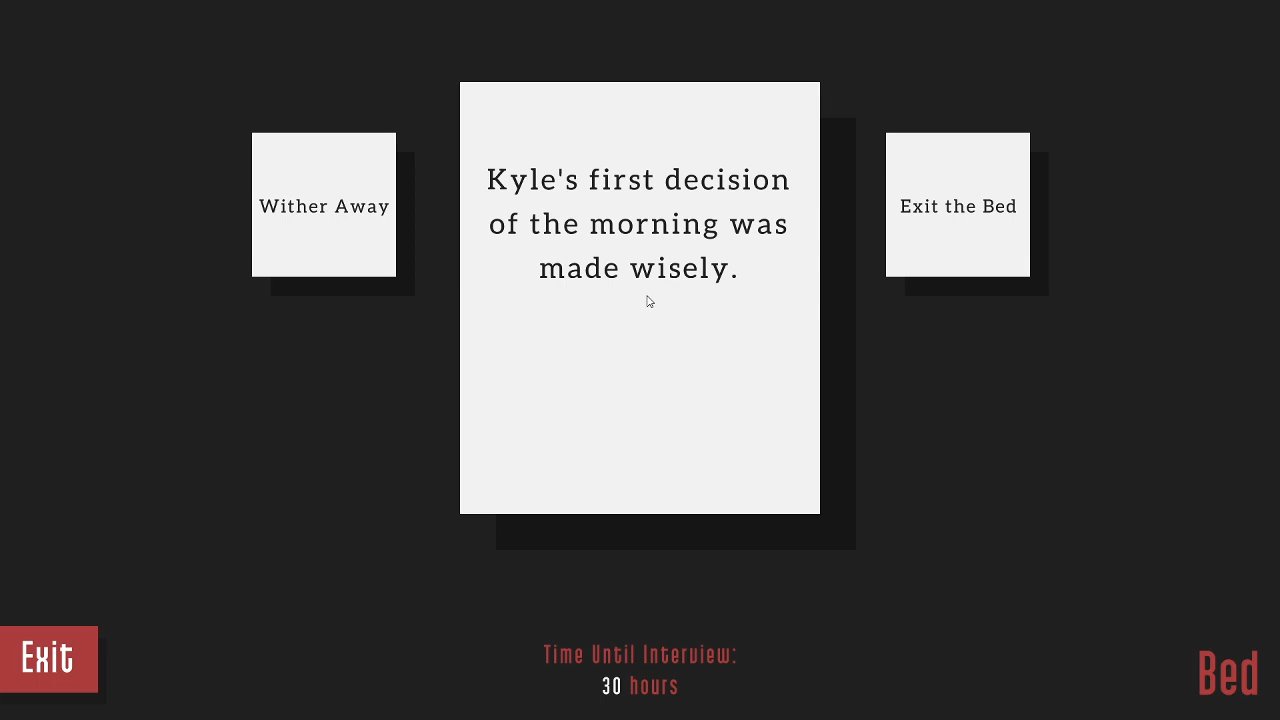 Wither Away
Kyle's first decision
of the morning was
made wisely.
Exit the Bed
Exit
Time Until Interview:
30 hours
Bed